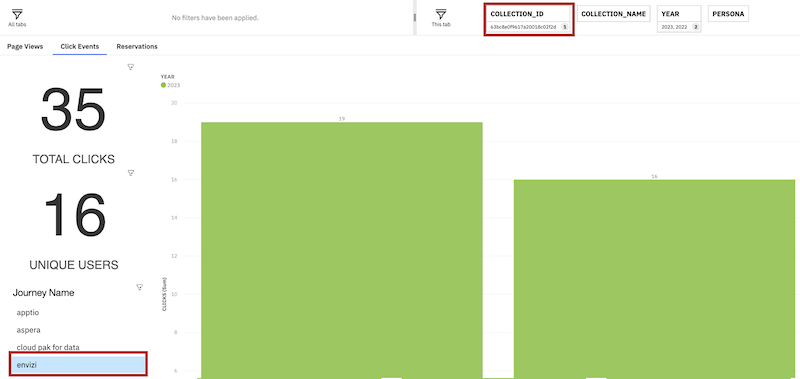 All tabs
No filters have been applied.
This tab
COLLECTION_ID
63bc8e0f9617a20018c02f2d 1
COLLECTION_NAME
YEAR
2023, 2022 2
PERSONA
Page Views
Click Events
Reservations
35
TOTAL CLICKS
16
UNIQUE USERS
Journey Name
apptio
aspera
cloud pak for data
envizi
YEAR
2023
20
18
16
14
12
10
8
6
CLICKS (Sum)
19
16